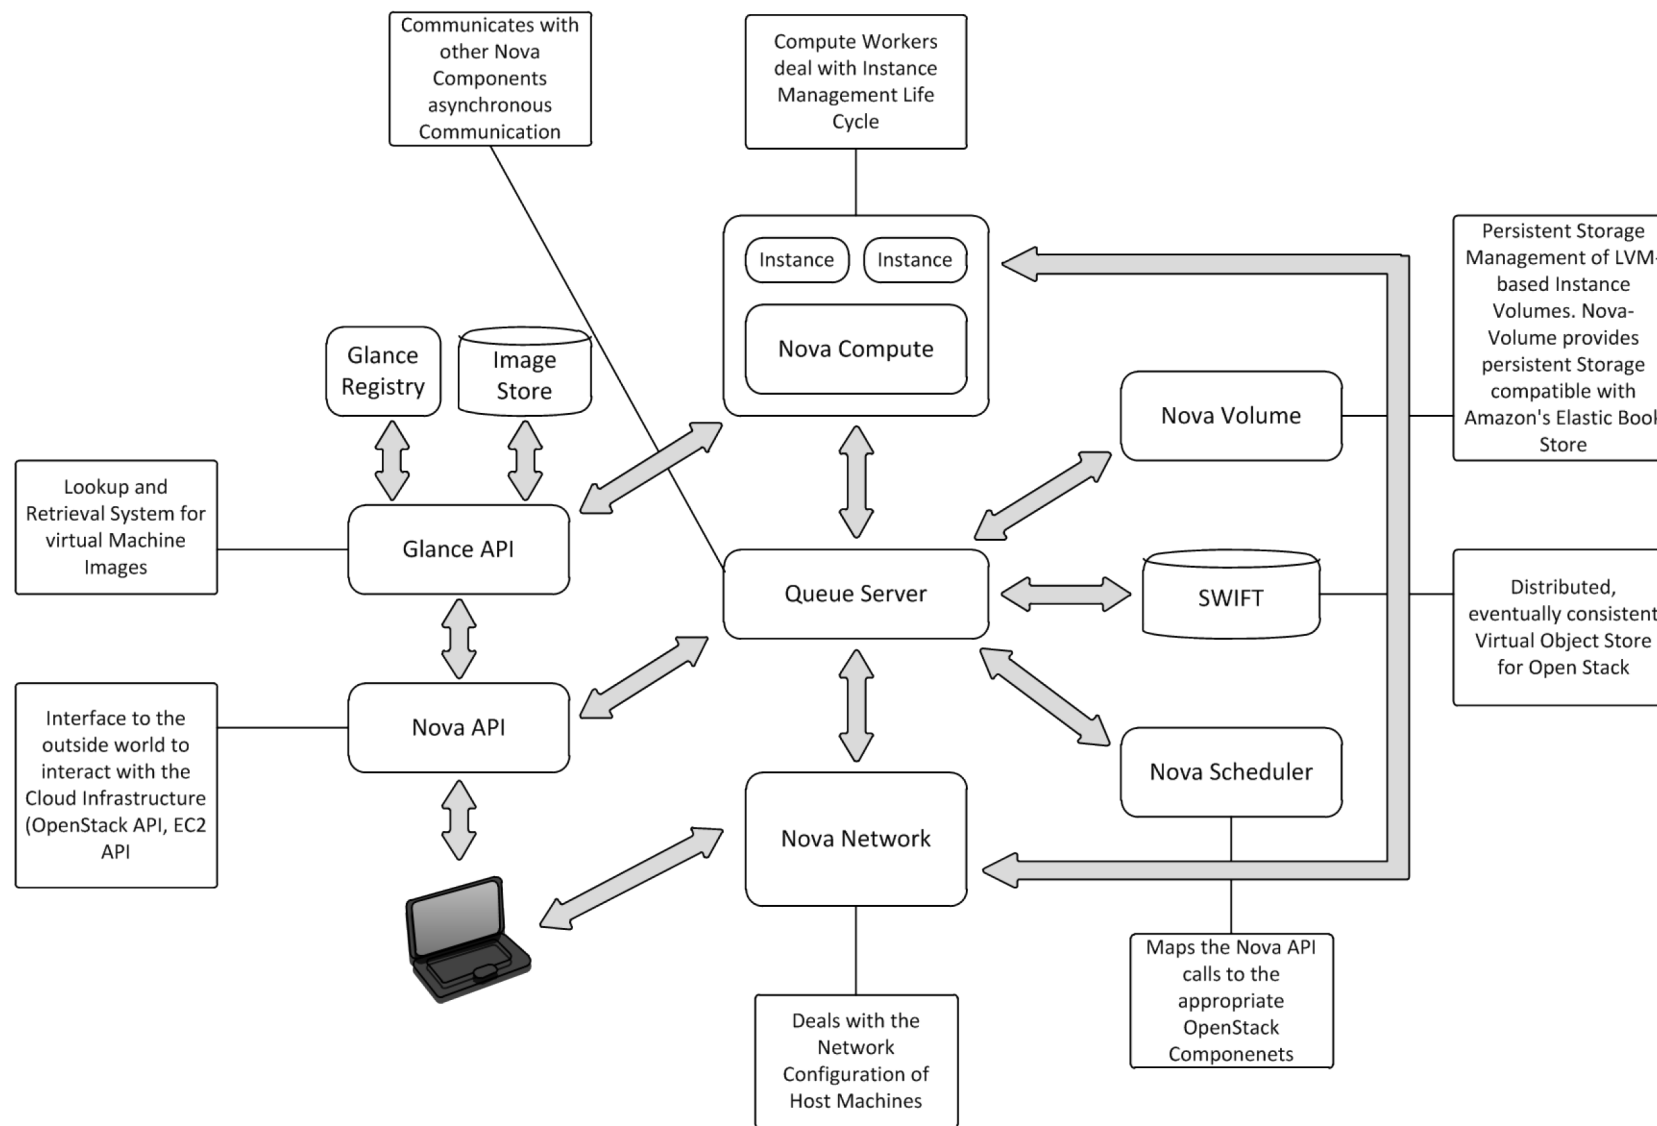 Communicates with
other Nova
Components
asynchronous
Communication
Compute Workers
deal with Instance
Management Life
Cycle
Instance
Instance
Nova Compute
Persistent Storage
Management of LVM-
based Instance
Volumes. Nova-
Volume provides
persistent Storage
compatible with
Amazon's Elastic Book
Store
Glance
Registry
Image
Store
Nova Volume
Lookup and
Retrieval System for
virtual Machine
Images
Glance API
Queue Server
SWIFT
Distributed,
eventually consistent
Virtual Object Store
for Open Stack
Interface to the
outside world to
interact with the
Cloud Infrastructure
(OpenStack API, EC2
API
Nova API
Nova Scheduler
Nova Network
Maps the Nova API
calls to the
appropriate
OpenStack
Componenets
Deals with the
Network
Configuration of
Host Machines